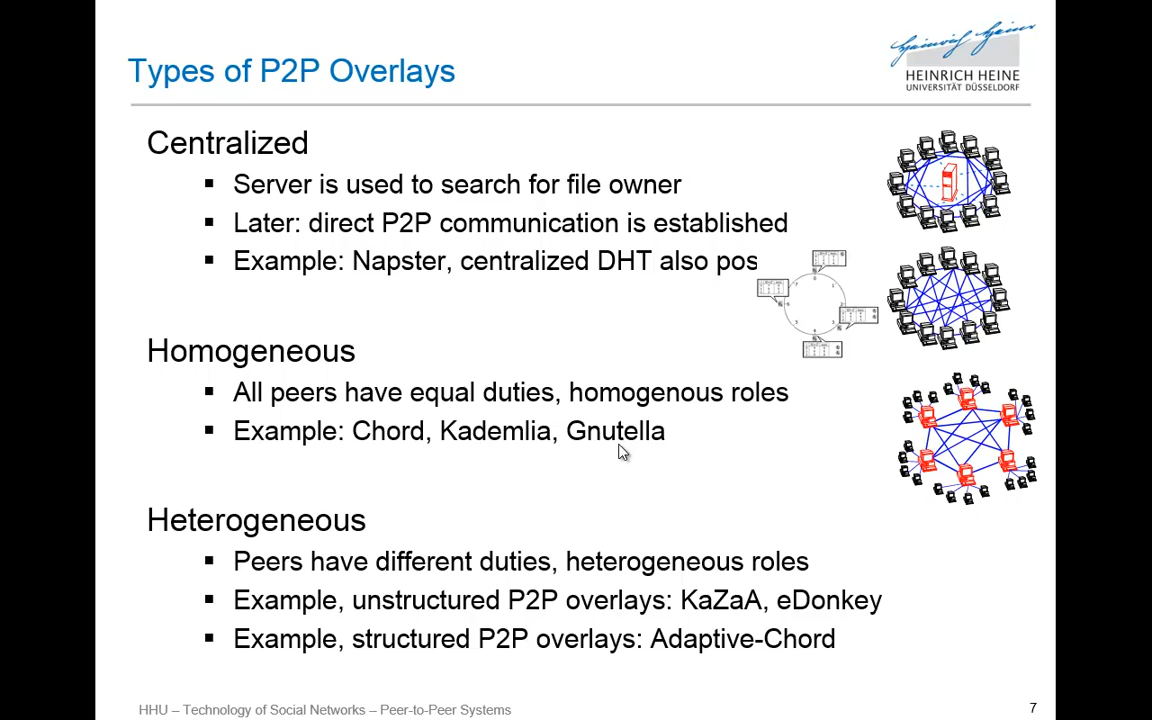 Types of P2P Overlays
Heinrich Heine
HEINRICH HEINE
UNIVERSITÄT DÜSSELDORF
Centralized
Server is used to search for file owner
Later: direct P2P communication is established
Example: Napster, centralized DHT also pos
Homogeneous
All peers have equal duties, homogenous roles
Example: Chord, Kademlia, Gnutella
Heterogeneous
Peers have different duties, heterogeneous roles
Example, unstructured P2P overlays: KaZaA, eDonkey
Example, structured P2P overlays: Adaptive-Chord
HHU – Technology of Social Networks – Peer-to-Peer Systems
7